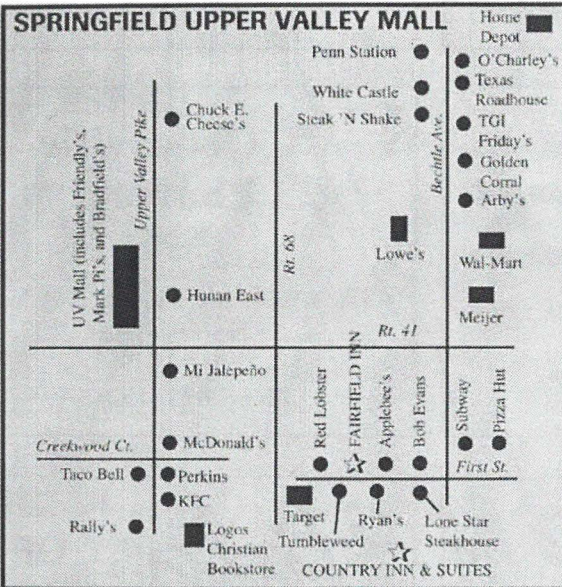 SPRINGFIELD UPPER VALLEY MALL
Home
Depot
Penn Station
O'Charley's
Texas
Roadhouse
White Castle
Steak 'N Shake
TGI
Friday's
Golden
Corral
Arby's
Bechtle Ave.
Chuck E.
Cheese's
Upper Valley Pike
UV Mall (includes Friendly's,
Mark Pi's, and Bradfield's)
Rt. 68
Lowe's
Wal-Mart
Hunan East
Meijer
Rt. 41
Mi Jalepeño
Red Lobster
FAIRFIELD INN
Applebee's
Bob Evans
Subway
Pizza Hut
Creekwood Ct.
McDonald's
First St.
Taco Bell
Perkins
KFC
Rally's
Logos
Christian
Bookstore
Target
Tumbleweed
Ryan's
Lone Star
Steakhouse
COUNTRY INN & SUITES